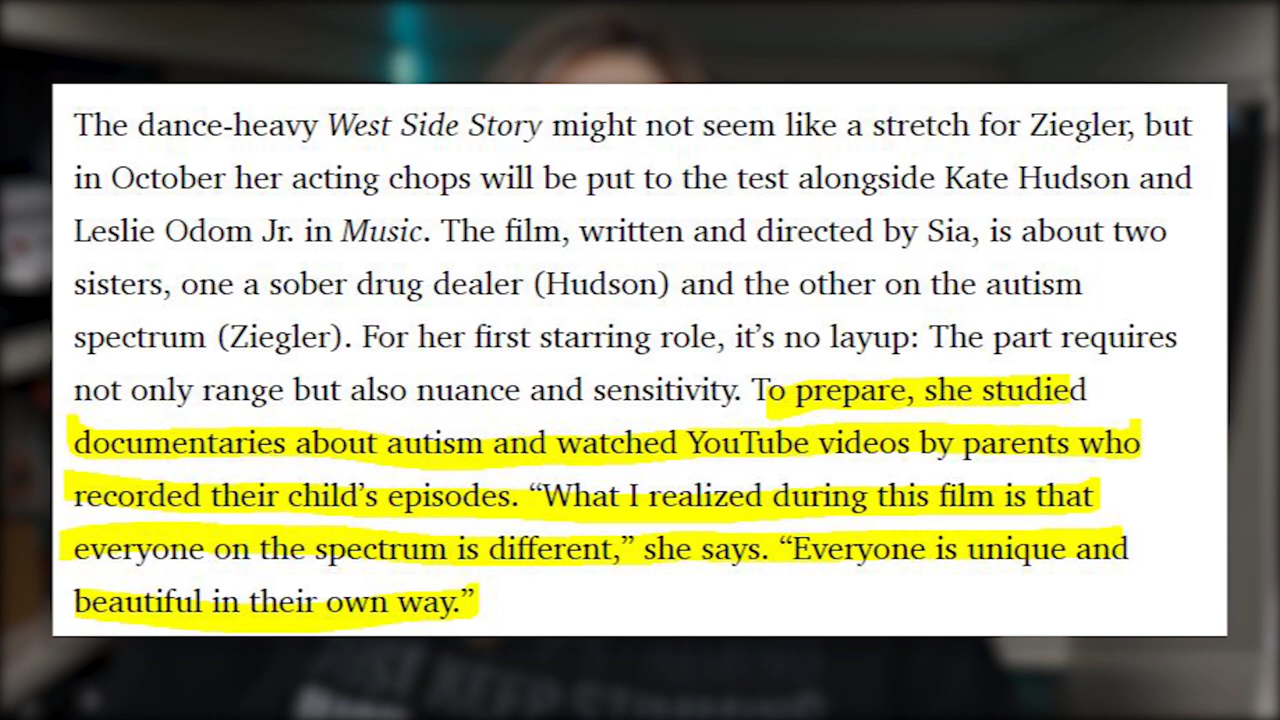 The dance-heavy West Side Story might not seem like a stretch for Ziegler, but
in October her acting chops will be put to the test alongside Kate Hudson and
Leslie Odom Jr. in Music. The film, written and directed by Sia, is about two
sisters, one a sober drug dealer (Hudson) and the other on the autism
spectrum (Ziegler). For her first starring role, it’s no layup: The part requires
not only range but also nuance and sensitivity. To prepare, she studied
documentaries about autism and watched YouTube videos by parents who
recorded their child’s episodes. “What I realized during this film is that
everyone on the spectrum is different,” she says. “Everyone is unique and
beautiful in their own way.”
JUST KEEP